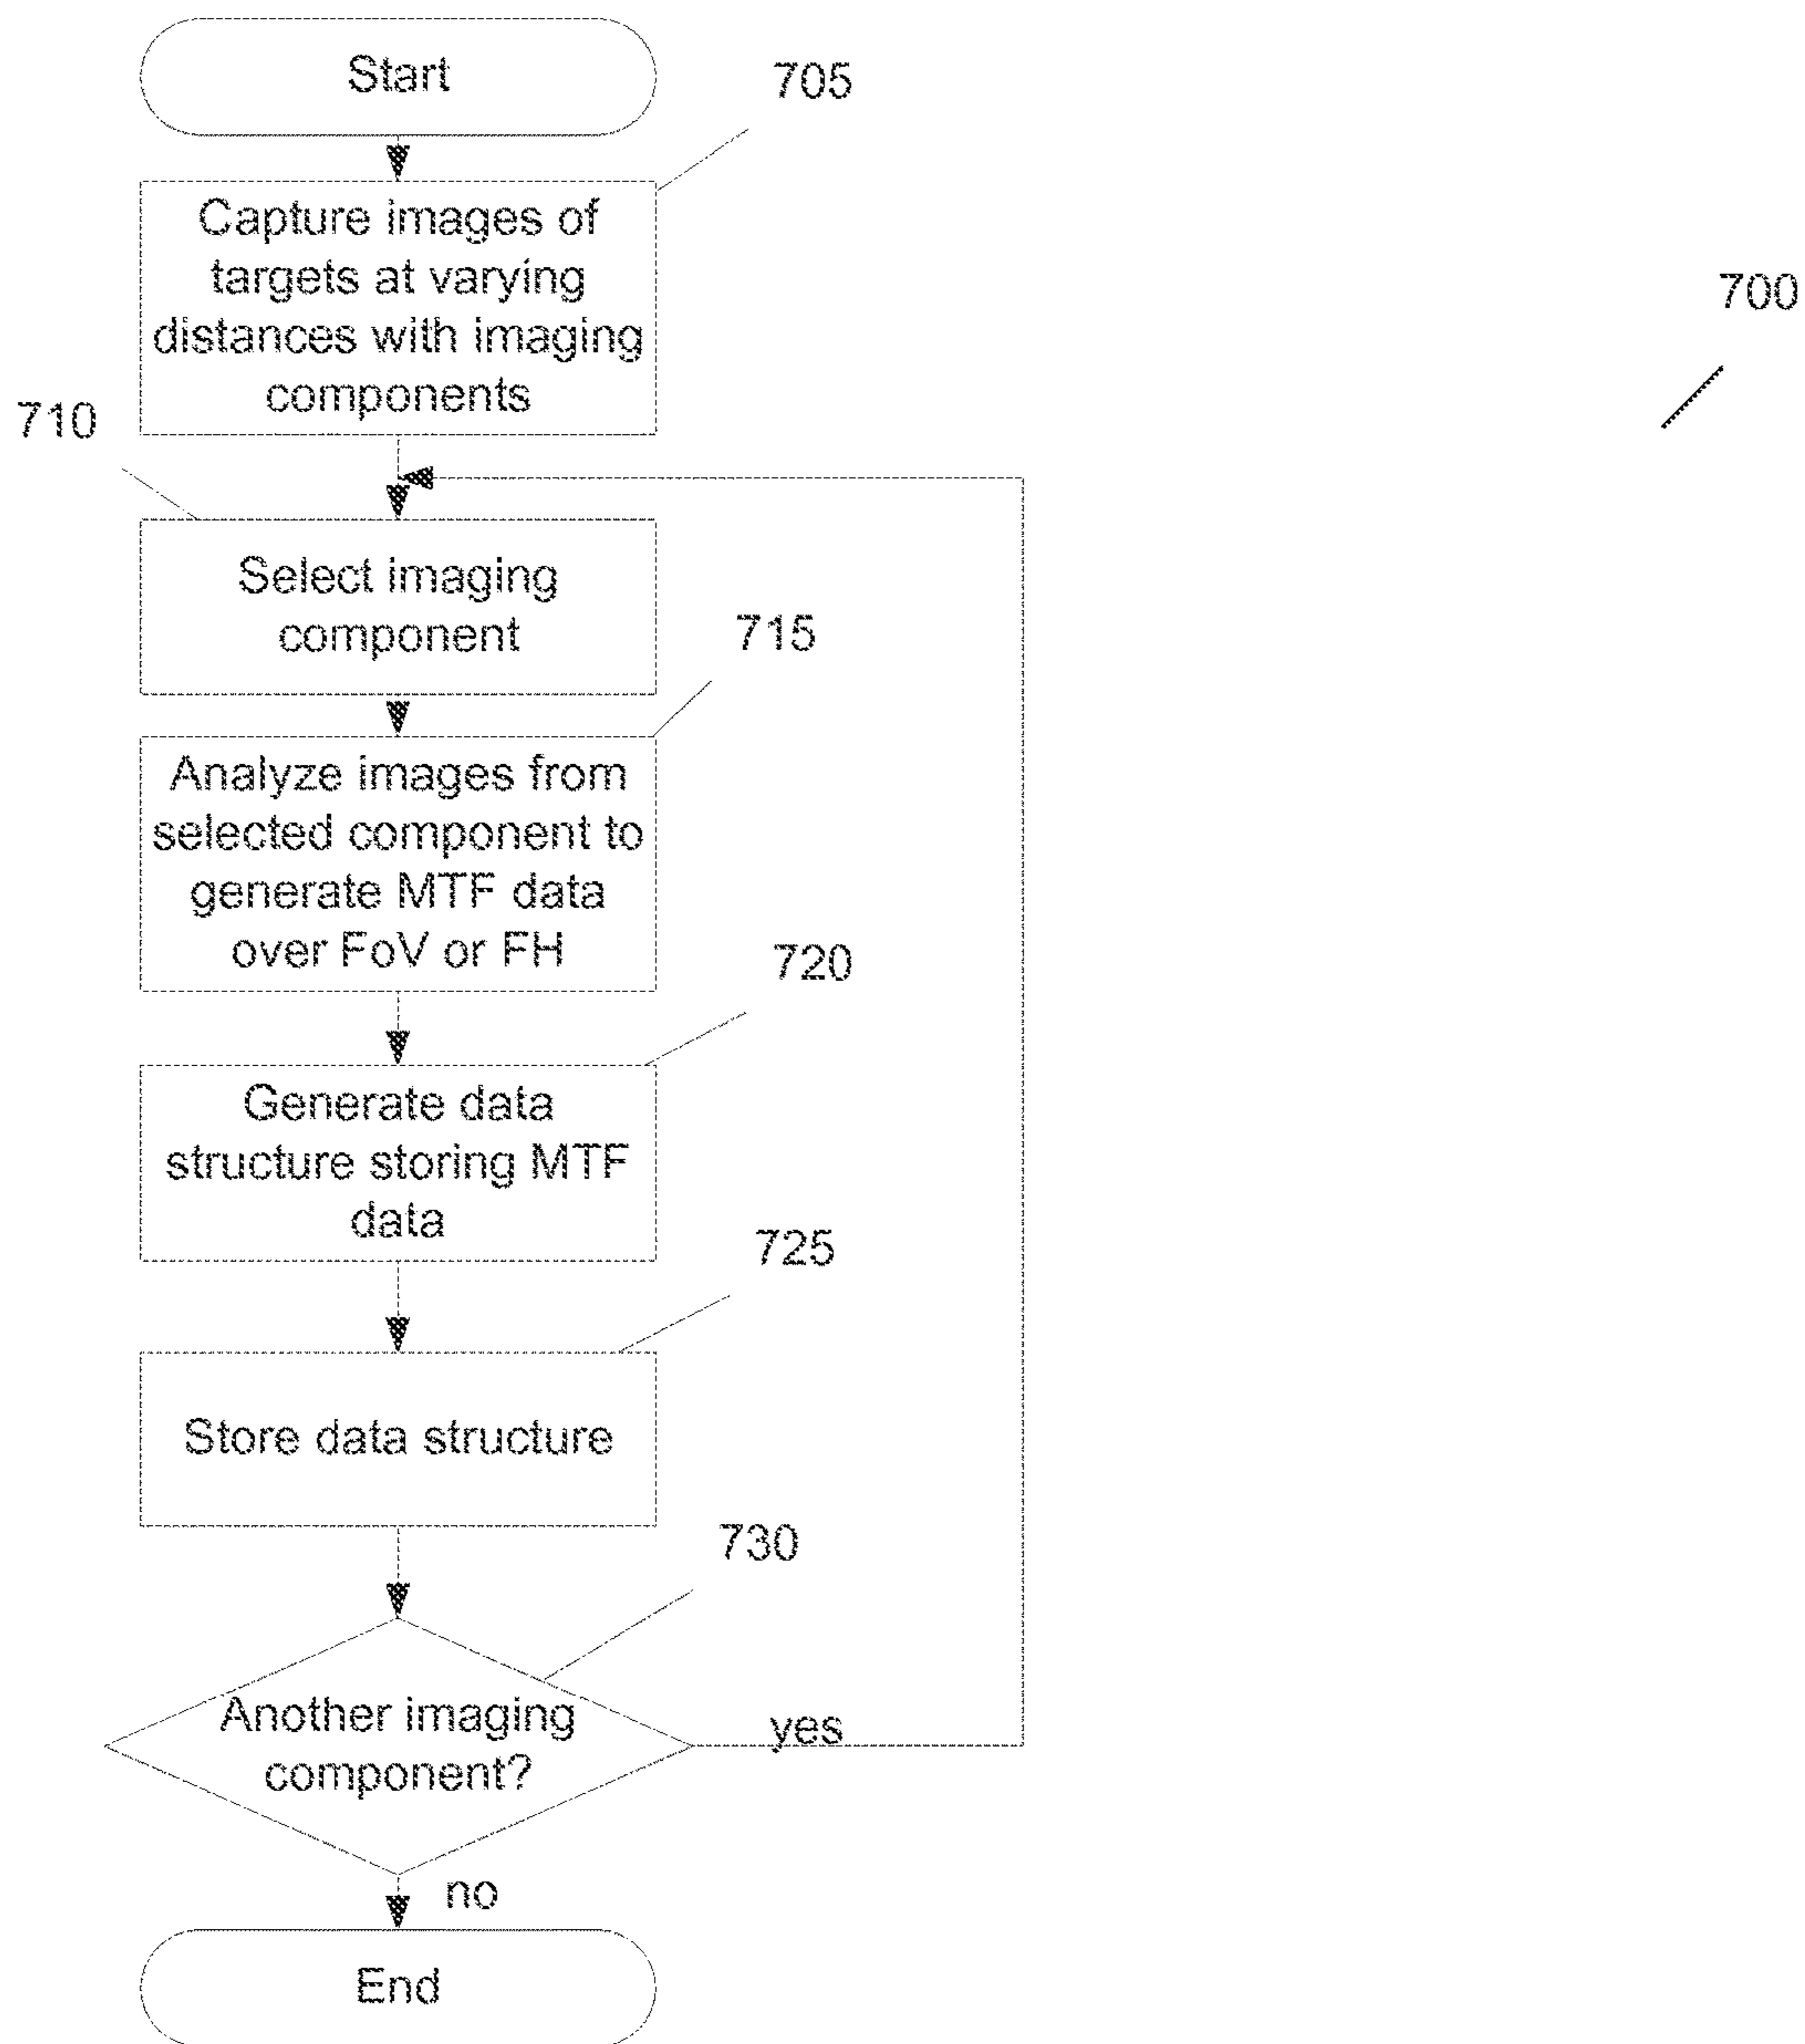 Start
705
Capture images of
targets at varying
distances with imaging
components
700
710
Select imaging
component
715
Analyze images from
selected component to
generate MTF data
over FoV or FH
720
Generate data
structure storing MTF
data
725
Store data structure
730
Another imaging
component?
yes
no
End